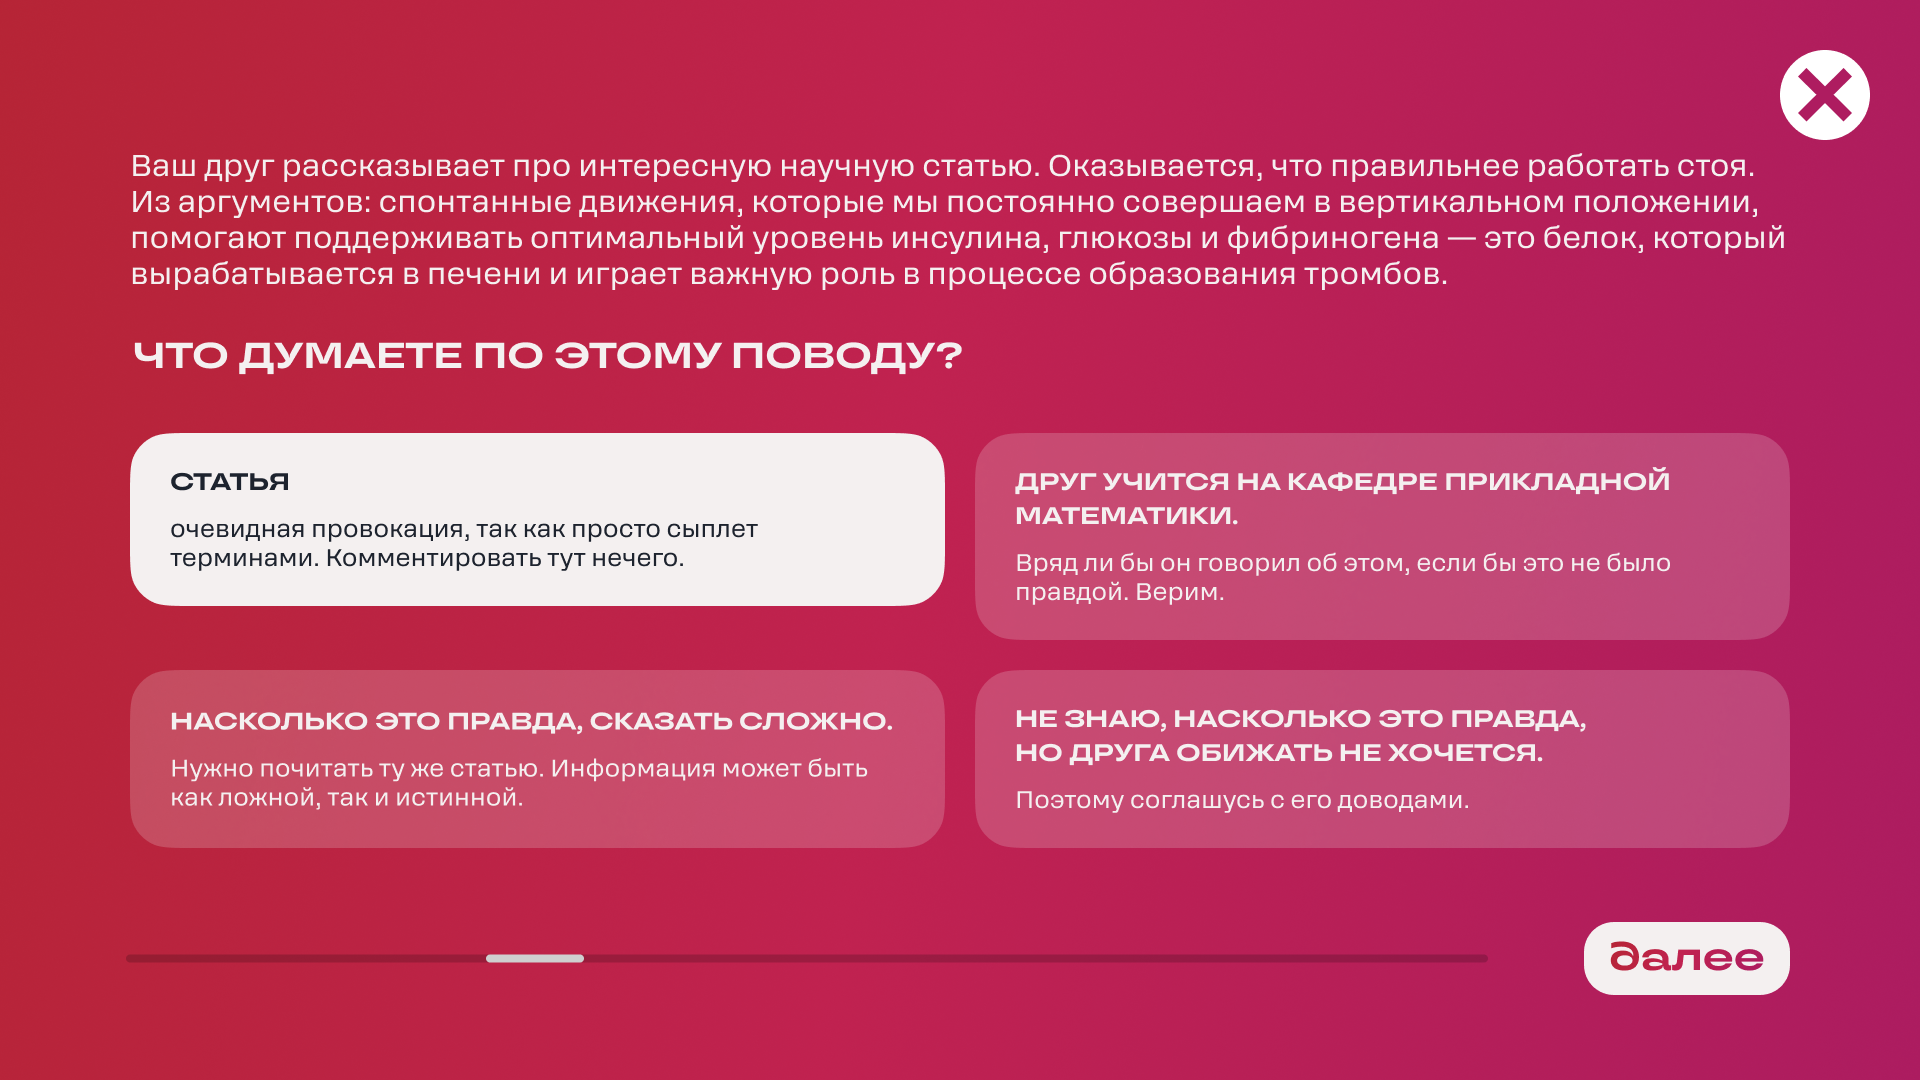 Ваш друг рассказывает про интересную научную статью. Оказывается, что правильнее работать стоя.
Из аргументов: спонтанные движения, которые мы постоянно совершаем в вертикальном положении,
помогают поддерживать оптимальный уровень инсулина, глюкозы и фибриногена — это белок, который
вырабатывается в печени и играет важную роль в процессе образования тромбов.
ЧТО ДУМАЕТЕ ПО ЭТОМУ ПОВОДУ?
СТАТЬЯ
очевидная провокация, так как просто сыплет
терминами. Комментировать тут нечего.
ДРУГ УЧИТСЯ НА КАФЕДРЕ ПРИКЛАДНОЙ
МАТЕМАТИКИ.
Вряд ли бы он говорил об этом, если бы это не было
правдой. Верим.
НАСКОЛЬКО ЭТО ПРАВДА, СКАЗАТЬ СЛОЖНО.
Нужно почитать ту же статью. Информация может быть
как ложной, так и истинной.
НЕ ЗНАЮ, НАСКОЛЬКО ЭТО ПРАВДА,
НО ДРУГА ОБИЖАТЬ НЕ ХОЧЕТСЯ.
Поэтому соглашусь с его доводами.
далее